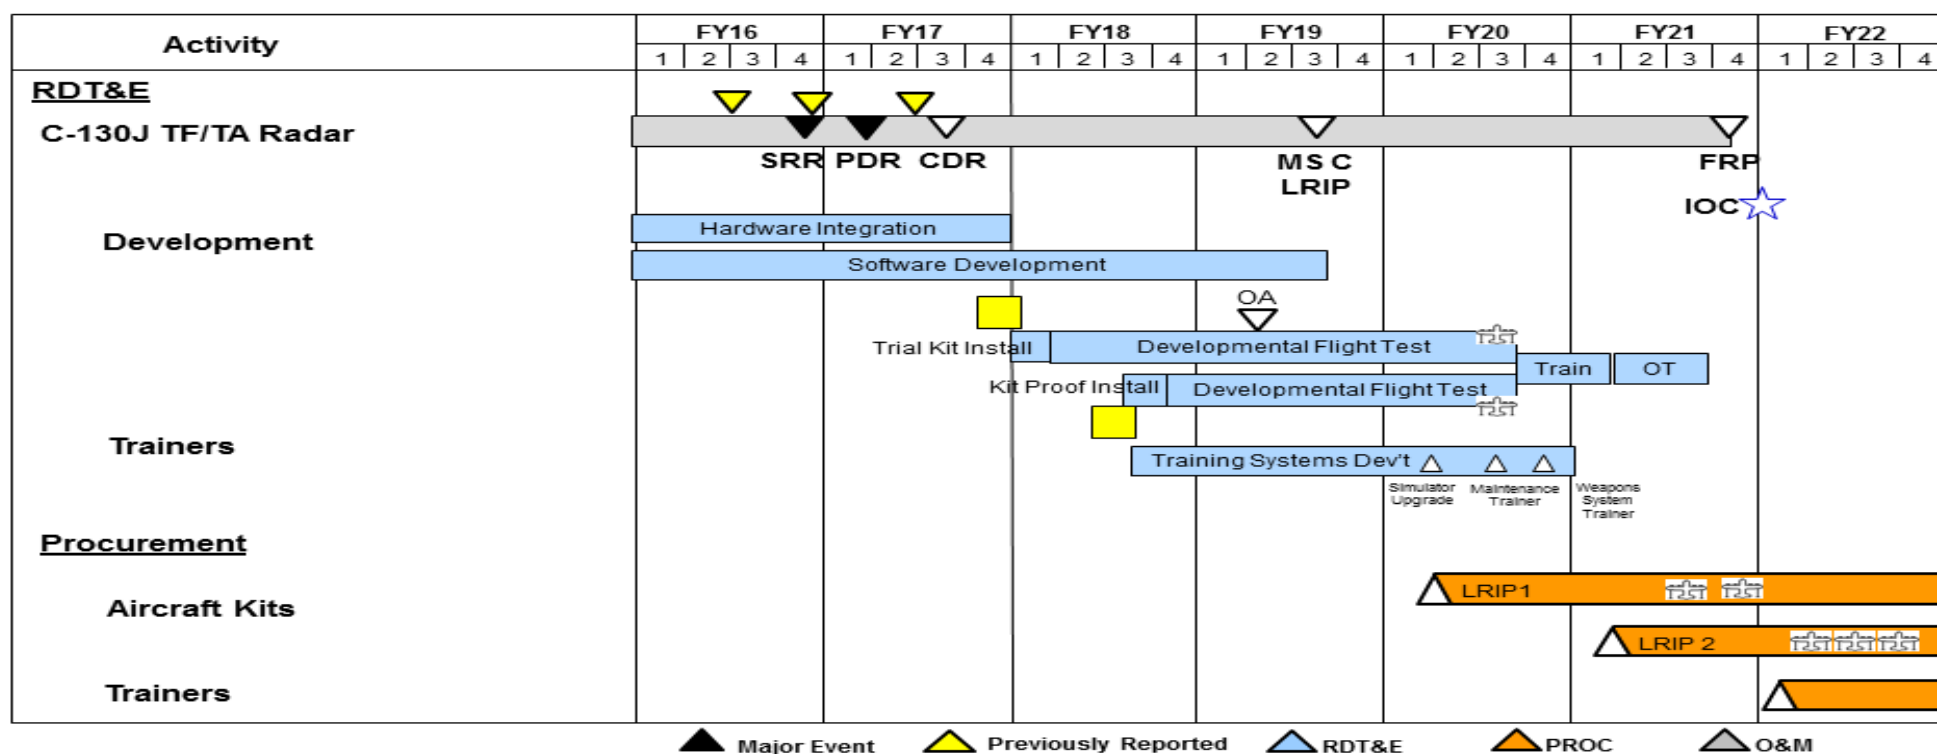 Activity
FY16 FY17 FY18 FY19 FY20 FY21 FY22
1 2 3 4 1 2 3 4 1 2 3 4 1 2 3 4 1 2 3 4 1 2 3 4 1 2 3 4
RDT&E
C-130J TF/TA Radar
SRR PDR CDR MS C FRP
LRIP
IOC
Hardware Integration
Development
Software Development
OA
Trial Kit Install Developmental Flight Test
Train OT
Kit Proof Install Developmental Flight Test
Trainers
Training Systems Dev't
Simulator Maintenance Weapons
Upgrade Trainer System
Trainer
Procurement
Aircraft Kits
LRIP1
LRIP 2
Trainers
Major Event Previously Reported RDT&E PROC O&M